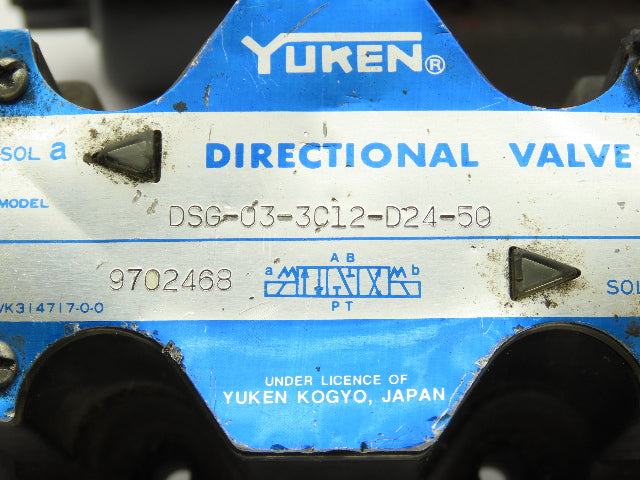 YUKEN®
SOL a
DIRECTIONAL VALVE
MODEL
DSG-03-3C12-D24-50
A B
9702468
a b
P T
SOL
VK314717-0-0
UNDER LICENCE OF
YUKEN KOGYO, JAPAN